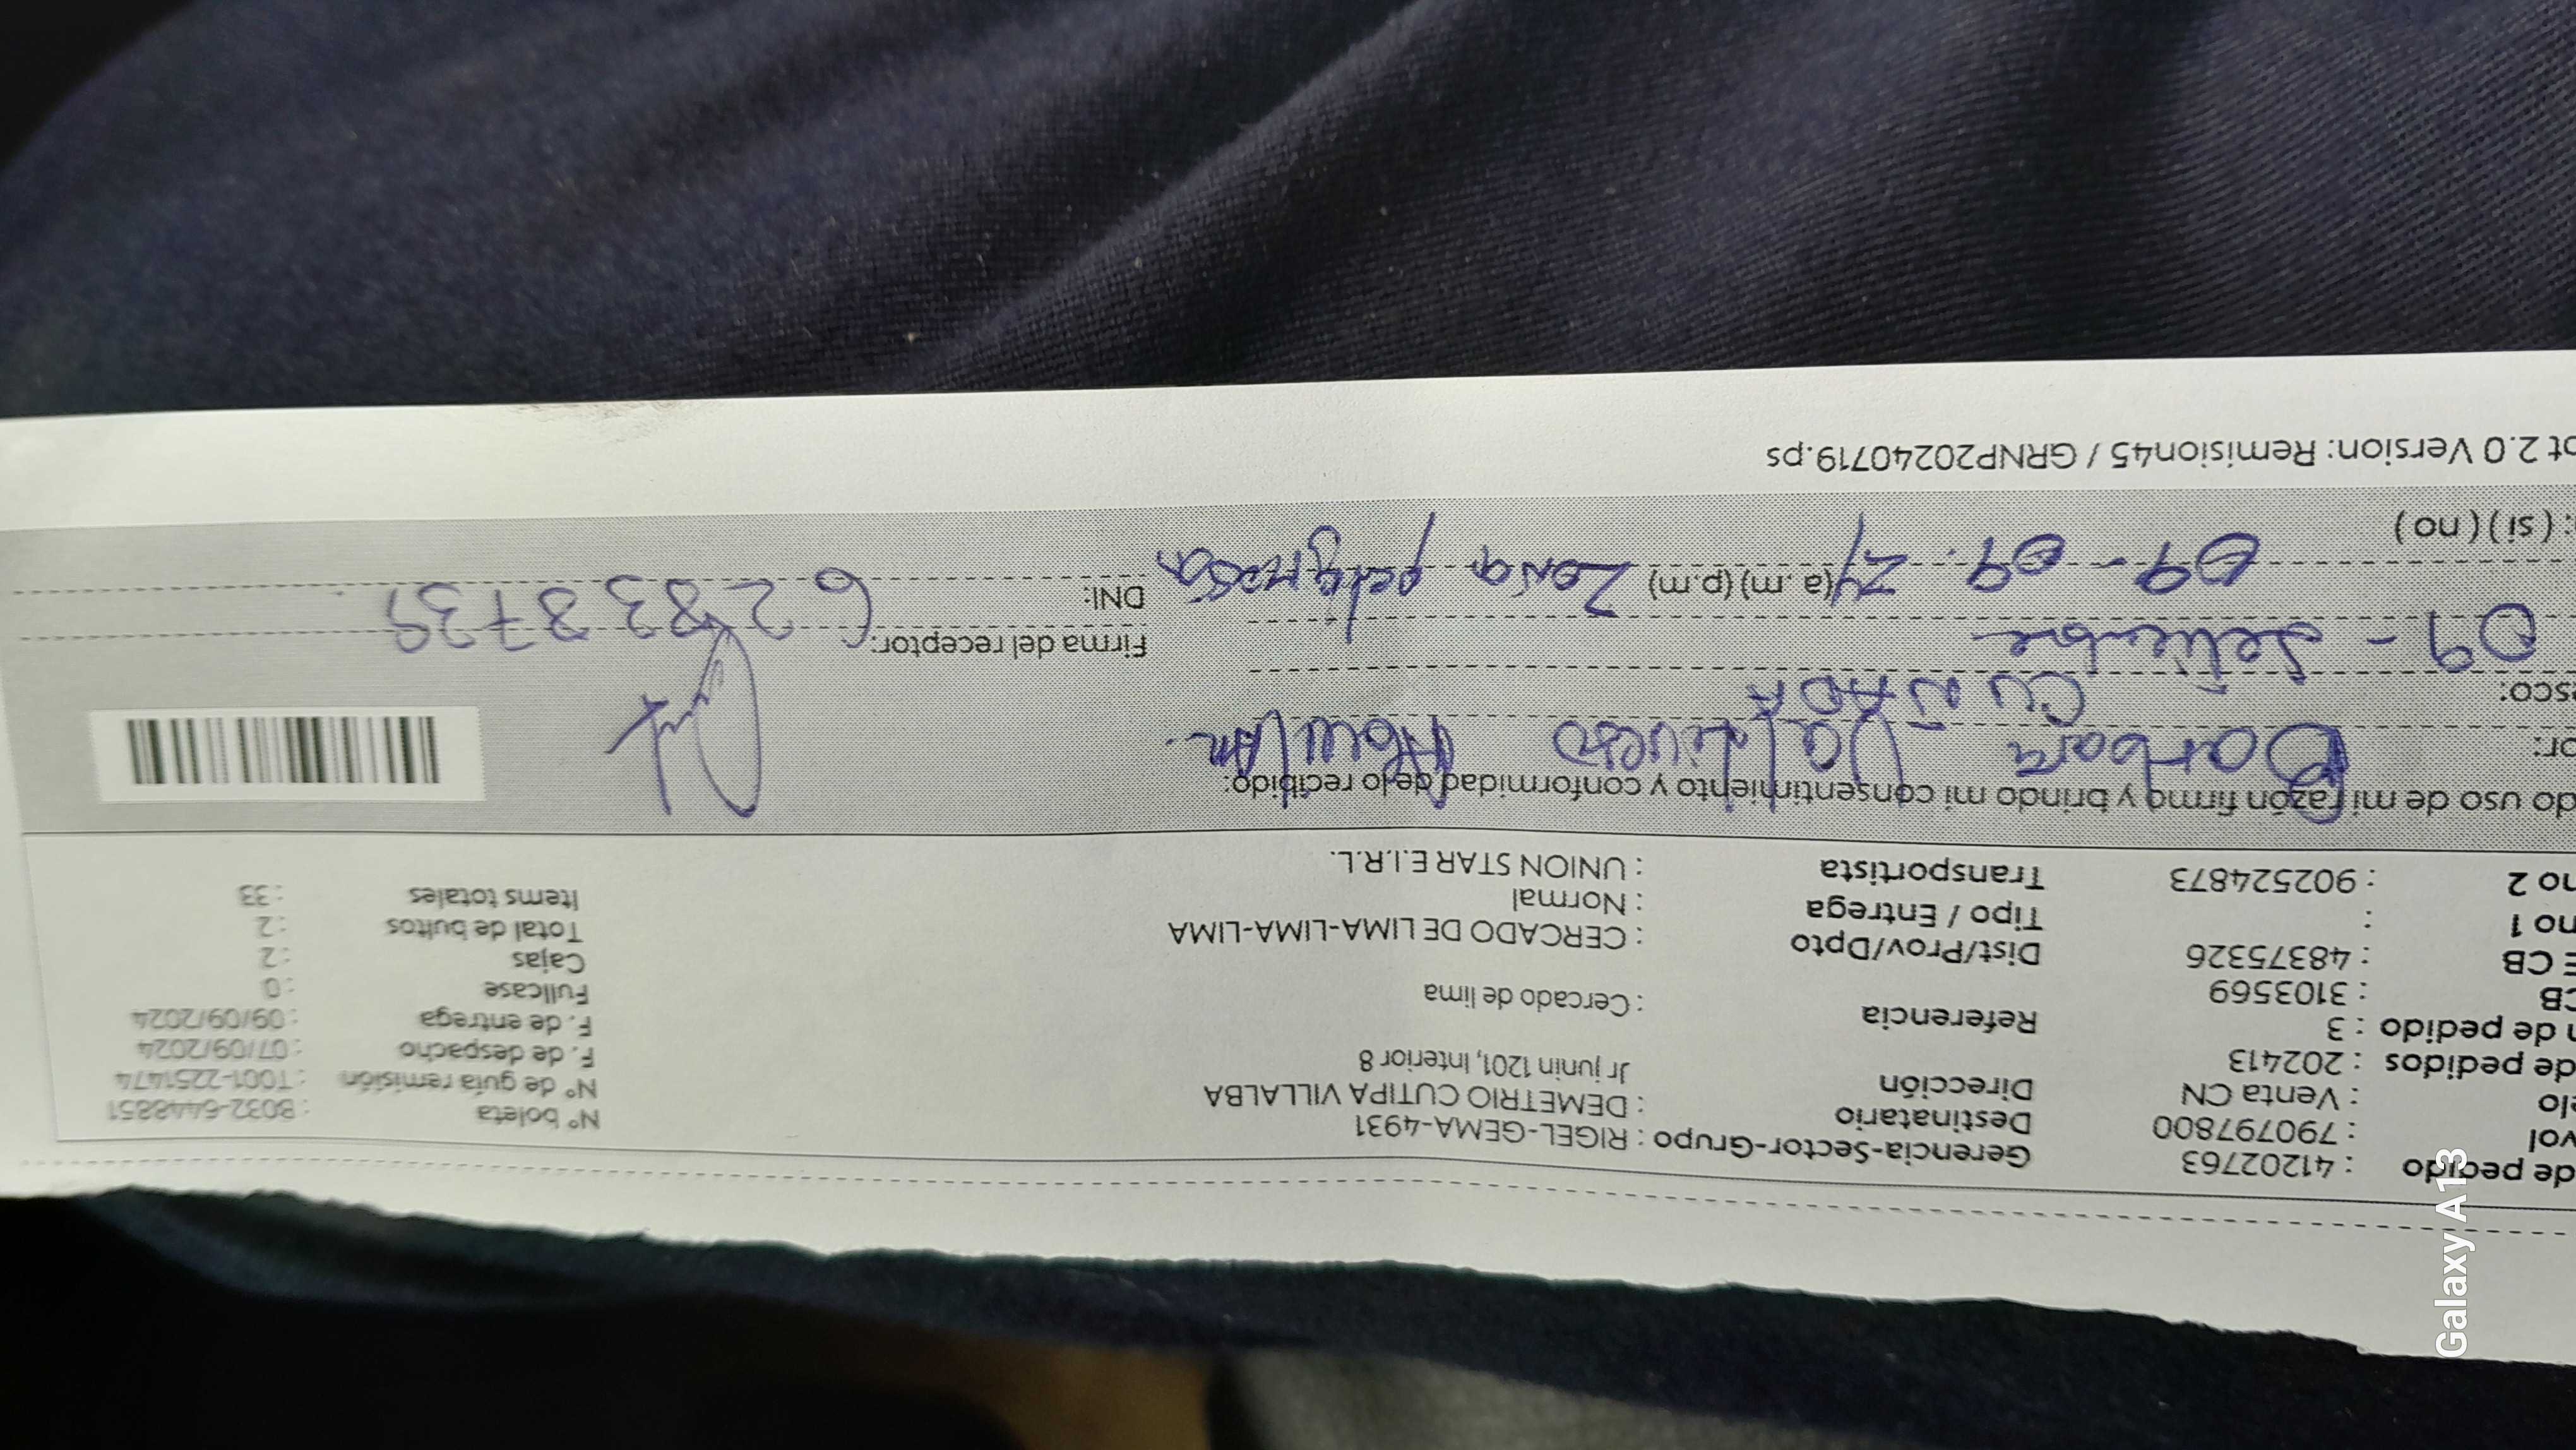 de pedido : 41202763
vol : 790797800
elo : Venta CN
de pedidos : 202413
n de pedido : 3
CB : 3103569
E CB : 48375326
no 1 :
no 2 : 902524873
Gerencia-Sector-Grupo : RIGEL-GEMA-4931
Destinatario : DEMETRIO CUTIPA VILLALBA
Dirección Jr junin 1201, Interior 8
Referencia : Cercado de lima
Dist/Prov/Dpto : CERCADO DE LIMA-LIMA-LIMA
Tipo / Entrega : Normal
Transportista : UNION STAR E.I.R.L.
N° boleta : B032-6448851
N° de guía remisión : T001-2251474
F. de despacho : 07/09/2024
F. de entrega : 09/09/2024
Fullcase : 0
Cajas : 2
Total de bultos : 2
Items totales : 33
do uso de mi razón firmo y brindo mi consentimiento y conformidad de lo recibido:
or: Barbara Valdivieso
esco: CUÑADA
09 - Setiembre
09 - 09. 24 (a. m) (p.m) Zona peligrosa
: ( si ) ( no )
Firma del receptor:
DNI:
ot 2.0 Version: Remision45 / GRNP20240719.ps
Galaxy A13